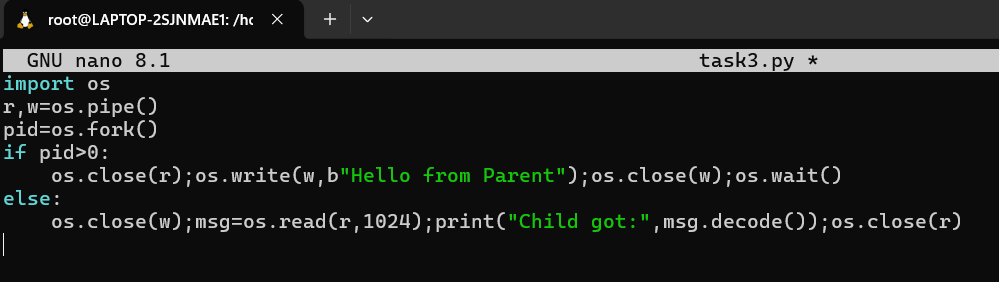 root@LAPTOP-2SJNMAE1: /ho
GNU nano 8.1 task3.py *
import os
r,w=os.pipe()
pid=os.fork()
if pid>0:
    os.close(r);os.write(w,b"Hello from Parent");os.close(w);os.wait()
else:
    os.close(w);msg=os.read(r,1024);print("Child got:",msg.decode());os.close(r)